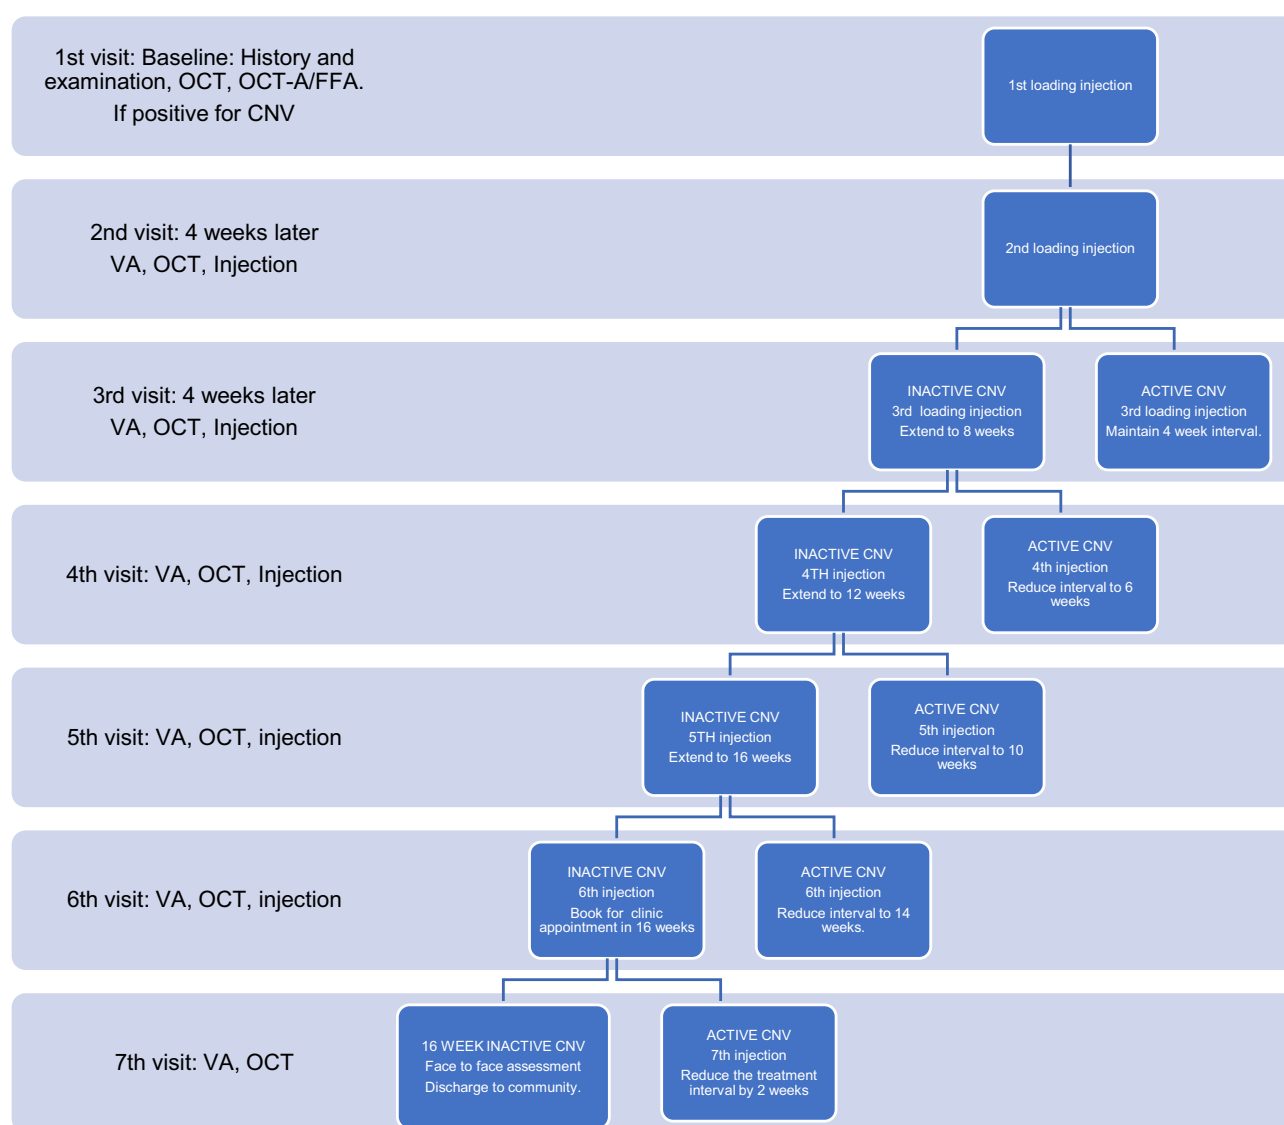 1st visit: Baseline: History and
examination, OCT, OCT-A/FFA.
If positive for CNV
1st loading injection
2nd visit: 4 weeks later
VA, OCT, Injection
2nd loading injection
3rd visit: 4 weeks later
VA, OCT, Injection
INACTIVE CNV
3rd loading injection
Extend to 8 weeks
ACTIVE CNV
3rd loading injection
Maintain 4 week interval.
4th visit: VA, OCT, Injection
INACTIVE CNV
4TH injection
Extend to 12 weeks
ACTIVE CNV
4th injection
Reduce interval to 6
weeks
5th visit: VA, OCT, injection
INACTIVE CNV
5TH injection
Extend to 16 weeks
ACTIVE CNV
5th injection
Reduce interval to 10
weeks
6th visit: VA, OCT, injection
INACTIVE CNV
6th injection
Book for clinic
appointment in 16 weeks
ACTIVE CNV
6th injection
Reduce interval to 14
weeks.
7th visit: VA, OCT
16 WEEK INACTIVE CNV
Face to face assessment
Discharge to community.
ACTIVE CNV
7th injection
Reduce the treatment
interval by 2 weeks